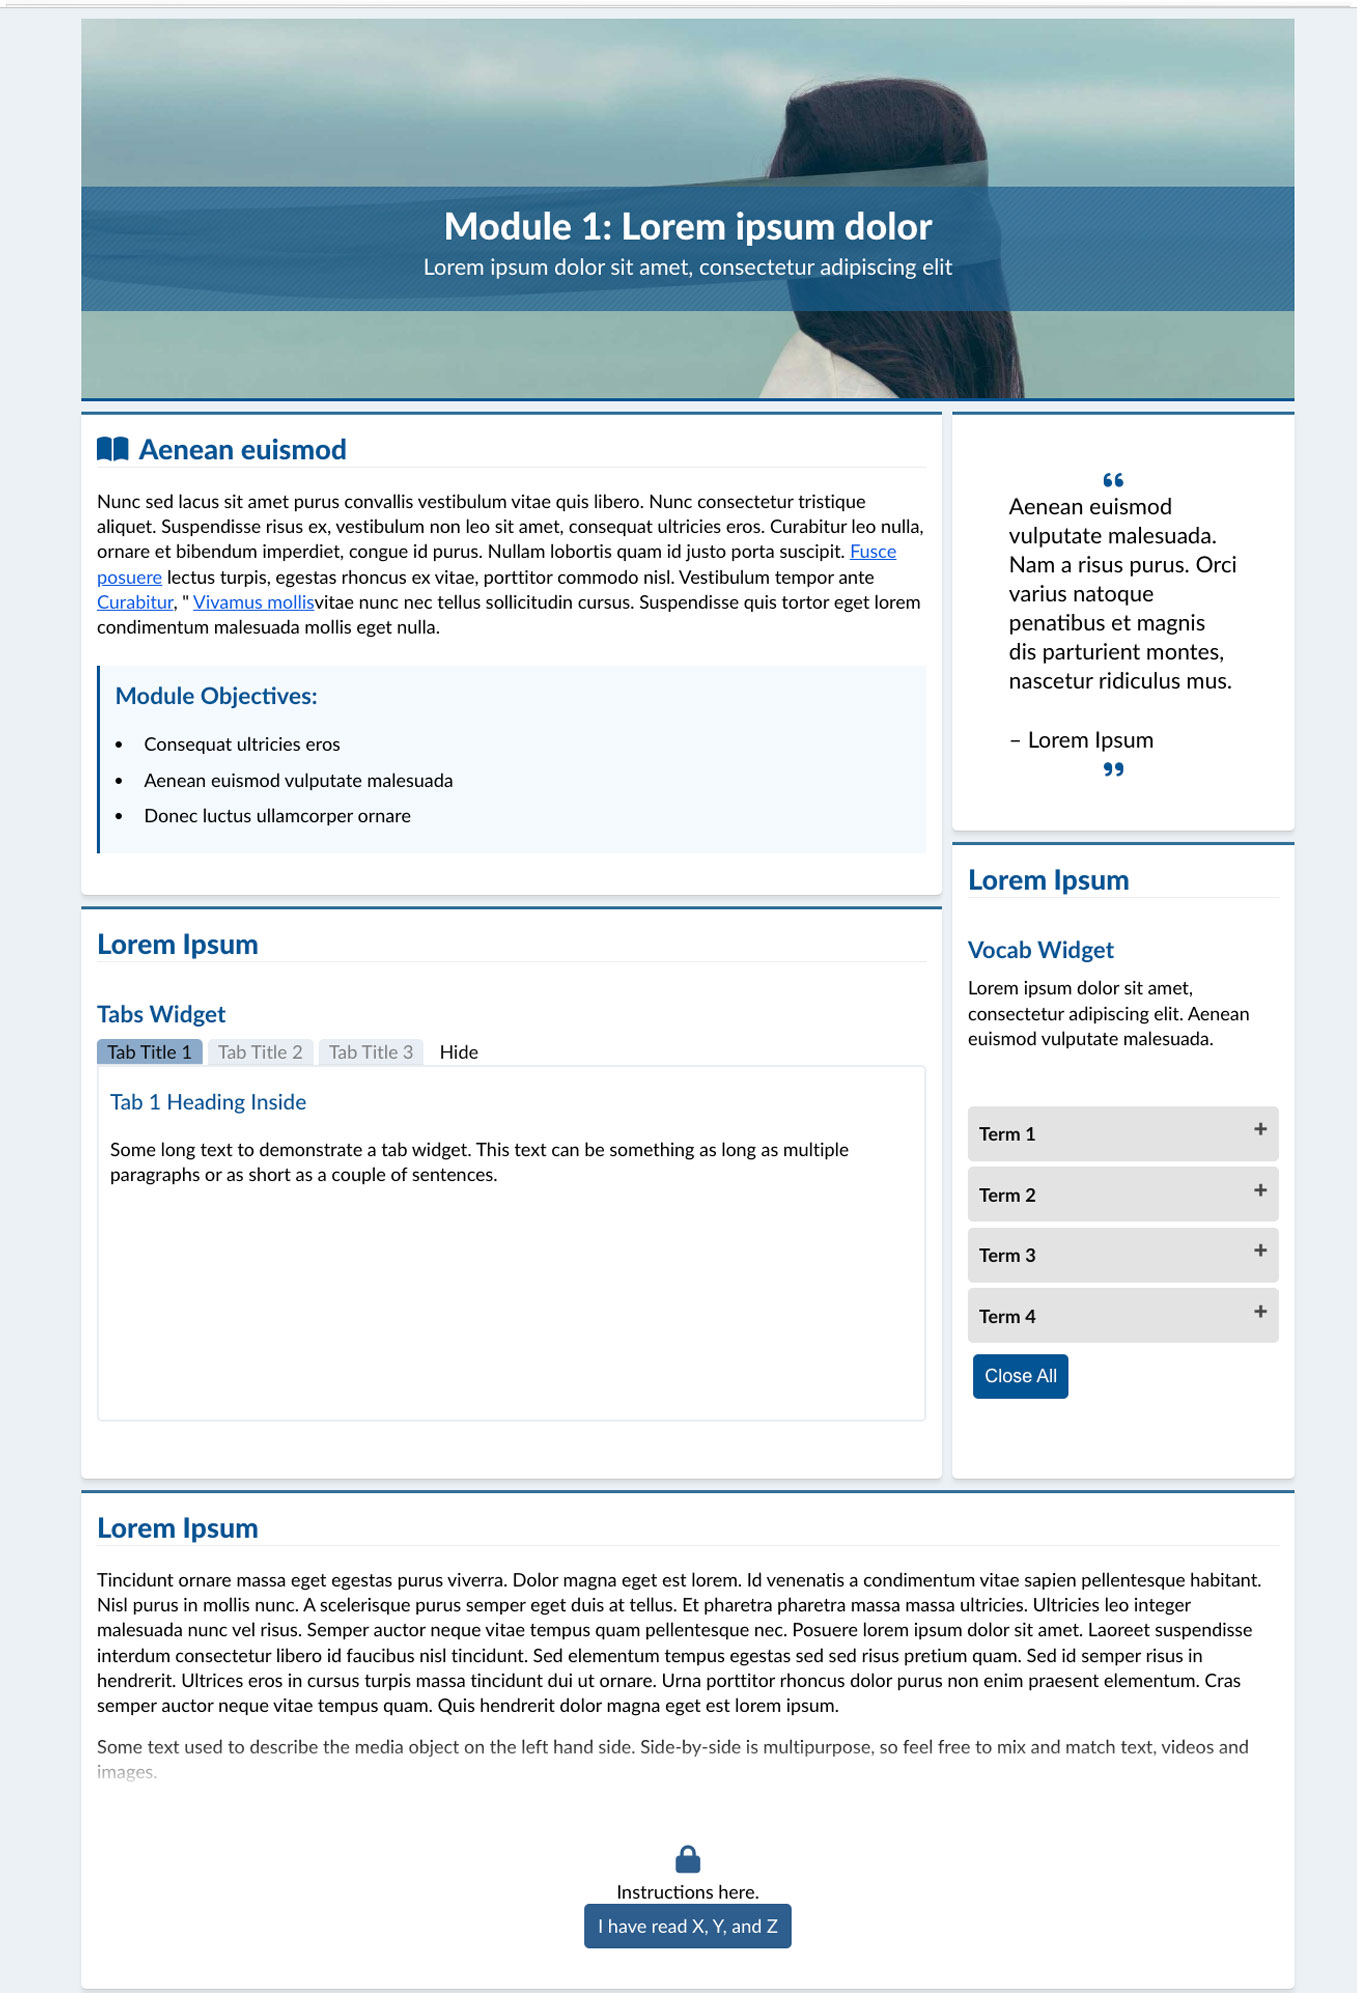 Module 1: Lorem ipsum dolor
Lorem ipsum dolor sit amet, consectetur adipiscing elit
Aenean euismod
Nunc sed lacus sit amet purus convallis vestibulum vitae quis libero. Nunc consectetur tristique
aliquet. Suspendisse risus ex, vestibulum non leo sit amet, consequat ultricies eros. Curabitur leo nulla,
ornare et bibendum imperdiet, congue id purus. Nullam lobortis quam id justo porta suscipit. Fusce
posuere lectus turpis, egestas rhoncus ex vitae, porttitor commodo nisl. Vestibulum tempor ante
Curabitur, " Vivamus mollisvitae nunc nec tellus sollicitudin cursus. Suspendisse quis tortor eget lorem
condimentum malesuada mollis eget nulla.
Module Objectives:
• Consequat ultricies eros
• Aenean euismod vulputate malesuada
• Donec luctus ullamcorper ornare
“
Aenean euismod
vulputate malesuada.
Nam a risus purus. Orci
varius natoque
penatibus et magnis
dis parturient montes,
nascetur ridiculus mus.
– Lorem Ipsum
”
Lorem Ipsum
Tabs Widget
Tab Title 1 Tab Title 2 Tab Title 3 Hide
Tab 1 Heading Inside
Some long text to demonstrate a tab widget. This text can be something as long as multiple
paragraphs or as short as a couple of sentences.
Lorem Ipsum
Vocab Widget
Lorem ipsum dolor sit amet,
consectetur adipiscing elit. Aenean
euismod vulputate malesuada.
Term 1 +
Term 2 +
Term 3 +
Term 4 +
Close All
Lorem Ipsum
Tincidunt ornare massa eget egestas purus viverra. Dolor magna eget est lorem. Id venenatis a condimentum vitae sapien pellentesque habitant.
Nisl purus in mollis nunc. A scelerisque purus semper eget duis at tellus. Et pharetra pharetra massa massa ultricies. Ultricies leo integer
malesuada nunc vel risus. Semper auctor neque vitae tempus quam pellentesque nec. Posuere lorem ipsum dolor sit amet. Laoreet suspendisse
interdum consectetur libero id faucibus nisl tincidunt. Sed elementum tempus egestas sed sed risus pretium quam. Sed id semper risus in
hendrerit. Ultrices eros in cursus turpis massa tincidunt dui ut ornare. Urna porttitor rhoncus dolor purus non enim praesent elementum. Cras
semper auctor neque vitae tempus quam. Quis hendrerit dolor magna eget est lorem ipsum.
Some text used to describe the media object on the left hand side. Side-by-side is multipurpose, so feel free to mix and match text, videos and
images.
Instructions here.
I have read X, Y, and Z